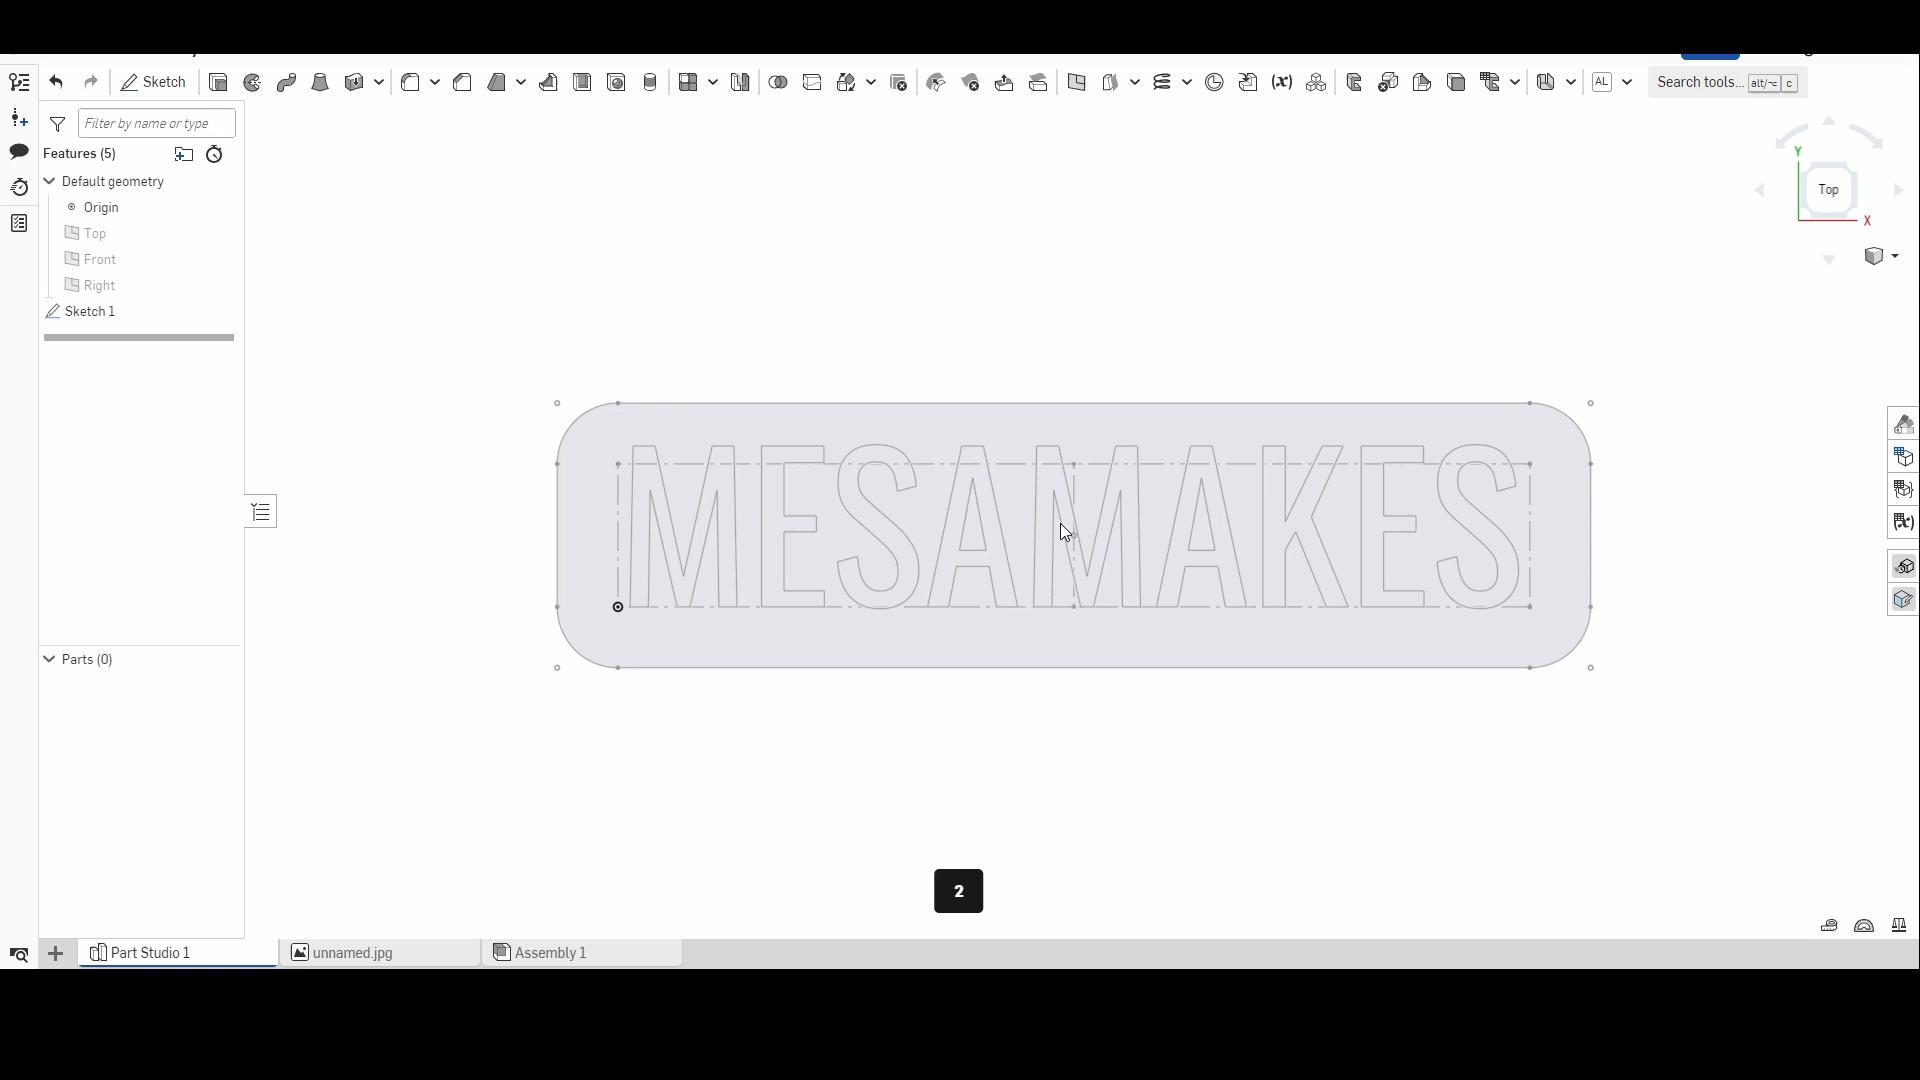 Sketch
AL
Search tools... alt/⌥ c
Filter by name or type
Features (5)
Default geometry
Origin
Top
Front
Right
Sketch 1
Parts (0)
Y
Top
X
MESAMAKES
2
Part Studio 1
unnamed.jpg
Assembly 1